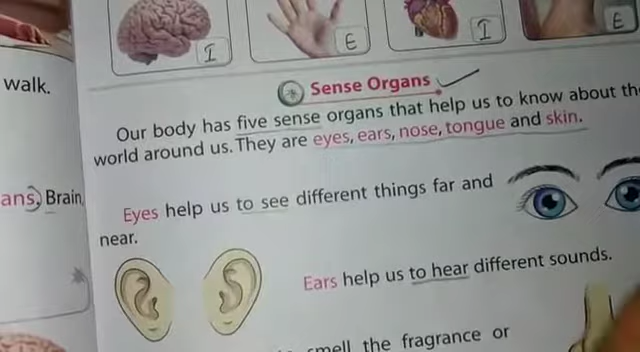 I
E
I
E
walk.
Sense Organs
Our body has five sense organs that help us to know about
world around us. They are eyes, ears, nose, tongue and skin.
Brain,
Eyes help us to see different things far and
near.
Ears help us to hear different sounds.
smell the fragrance or